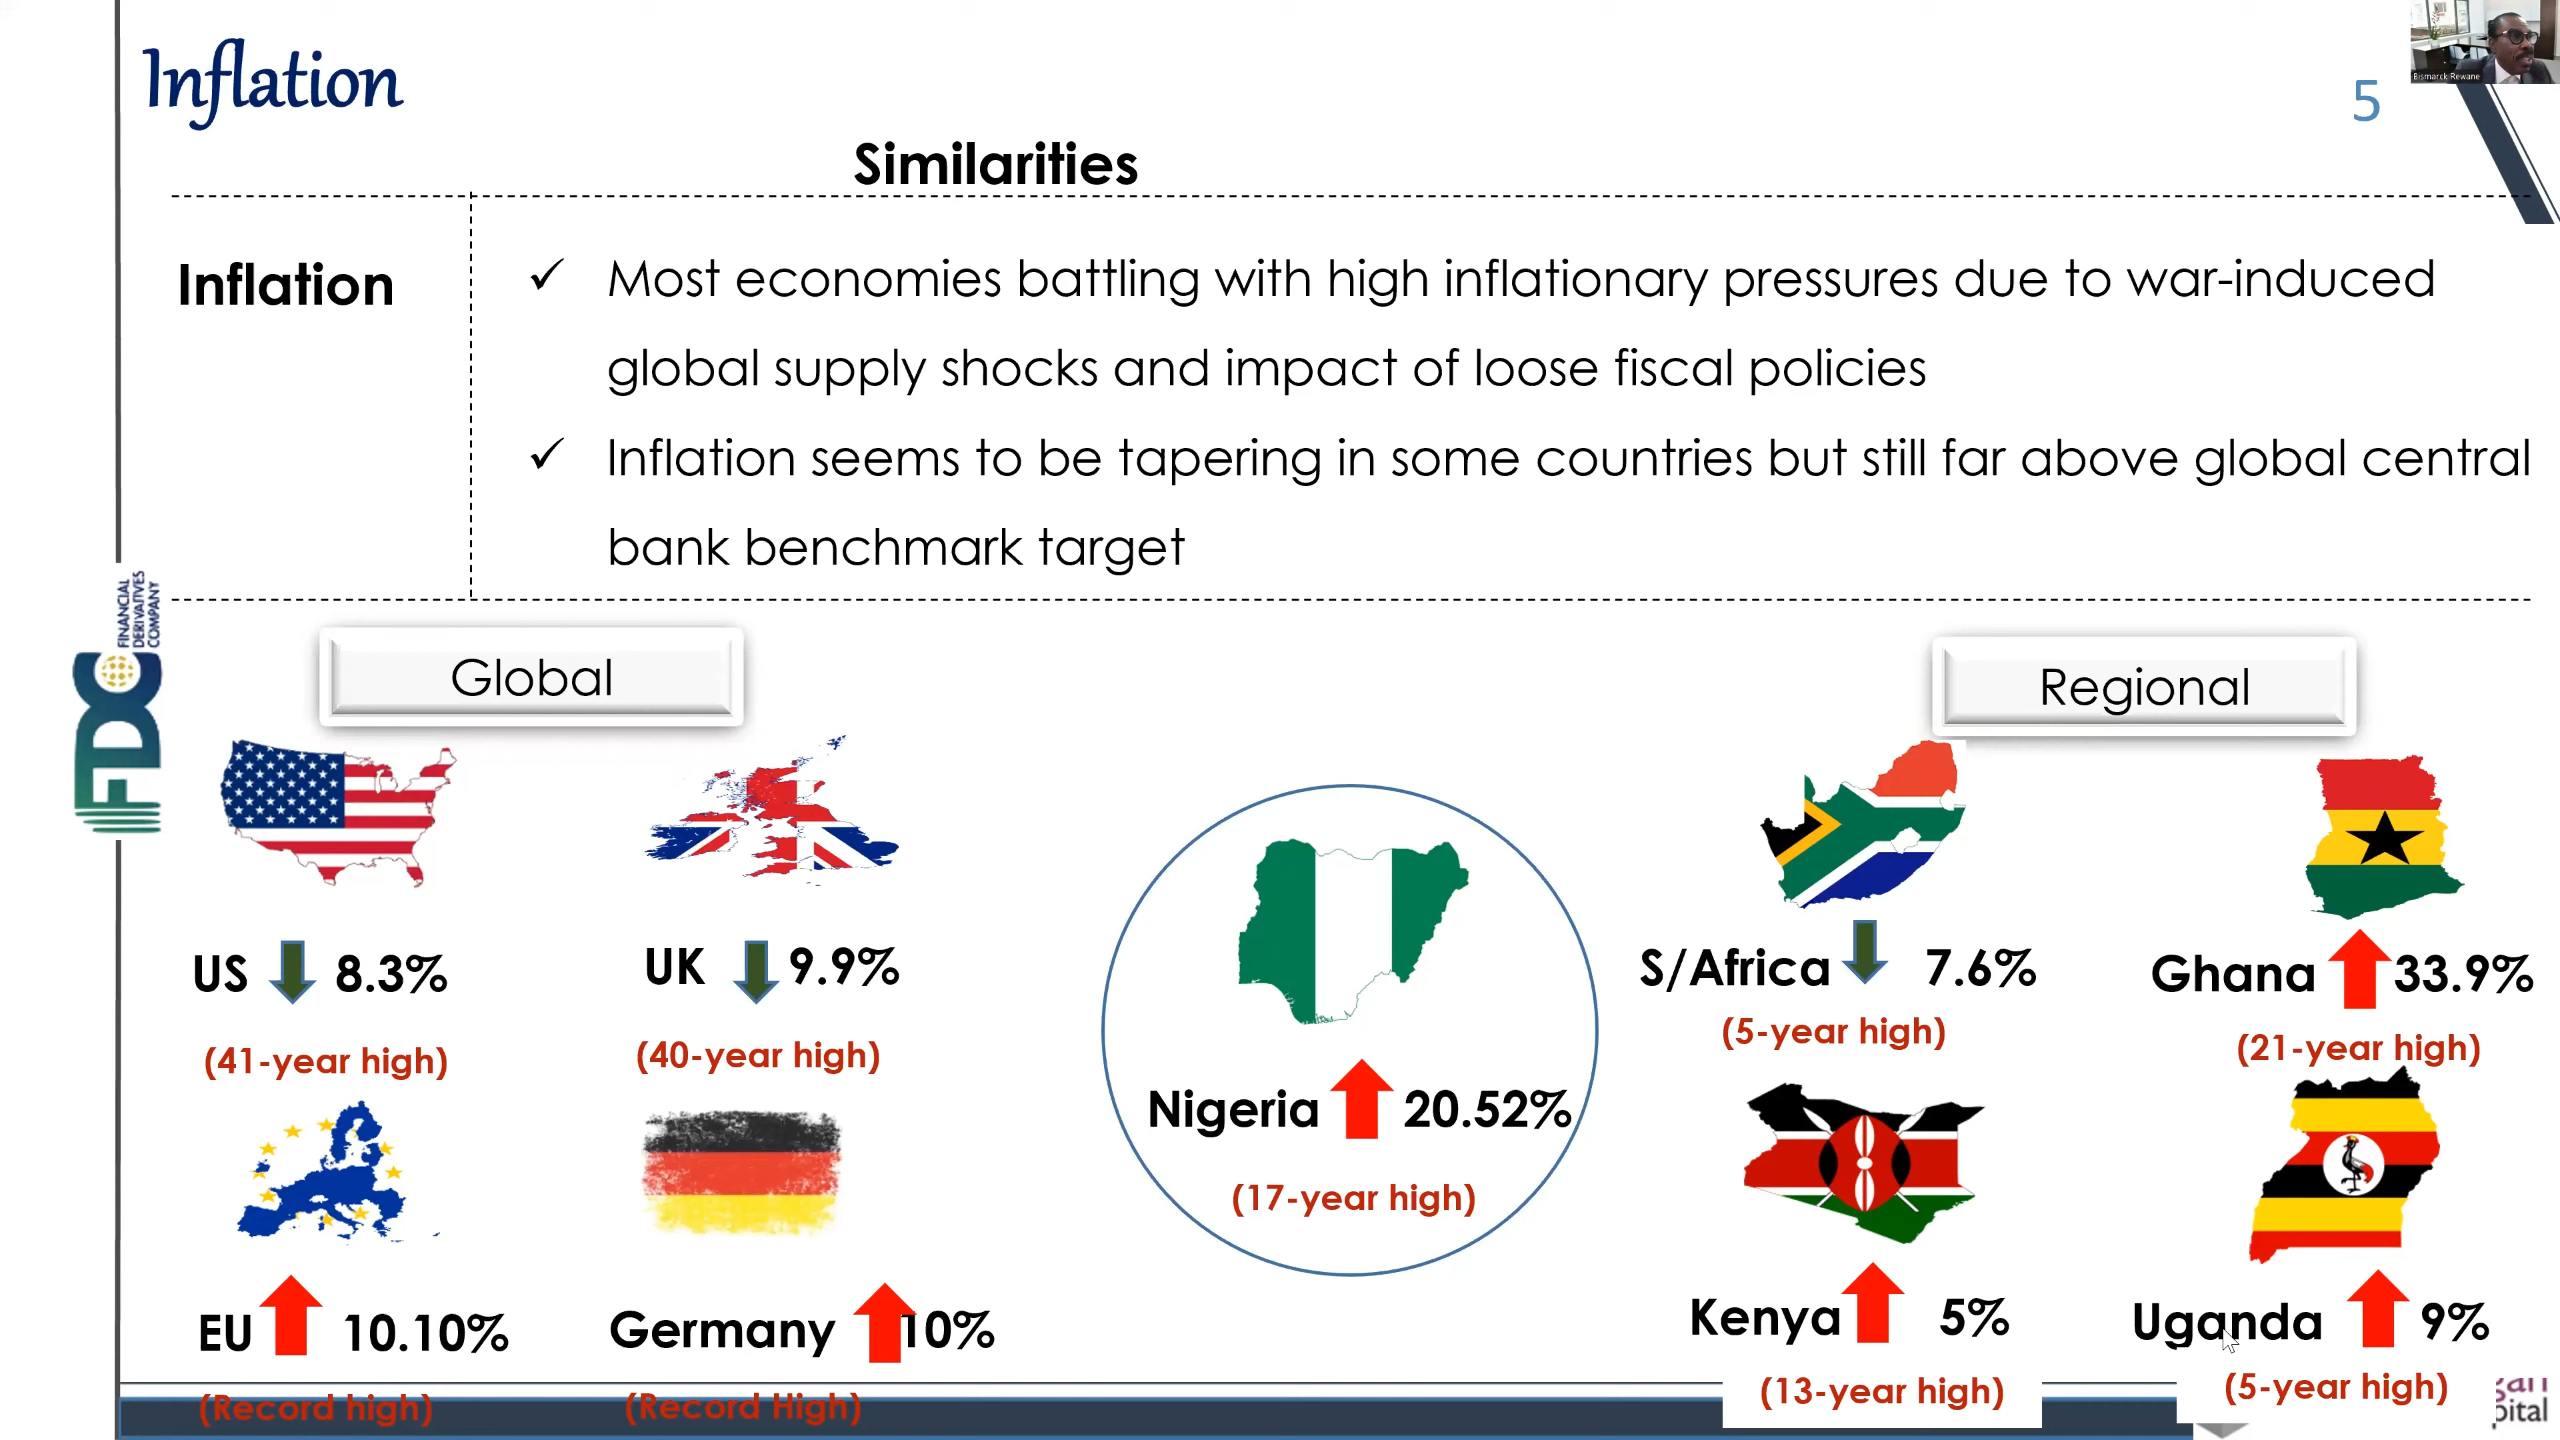 Inflation
5
Bismarck Rewane
Similarities
Inflation
✓ Most economies battling with high inflationary pressures due to war-induced
global supply shocks and impact of loose fiscal policies
✓ Inflation seems to be tapering in some countries but still far above global central
bank benchmark target
FDC
FINANCIAL
DERIVATIVES
COMPANY
Global
Regional
US 8.3%
(41-year high)
UK 9.9%
(40-year high)
EU 10.10%
(Record high)
Germany 10%
(Record High)
Nigeria 20.52%
(17-year high)
S/Africa 7.6%
(5-year high)
Ghana 33.9%
(21-year high)
Kenya 5%
(13-year high)
Uganda 9%
(5-year high)